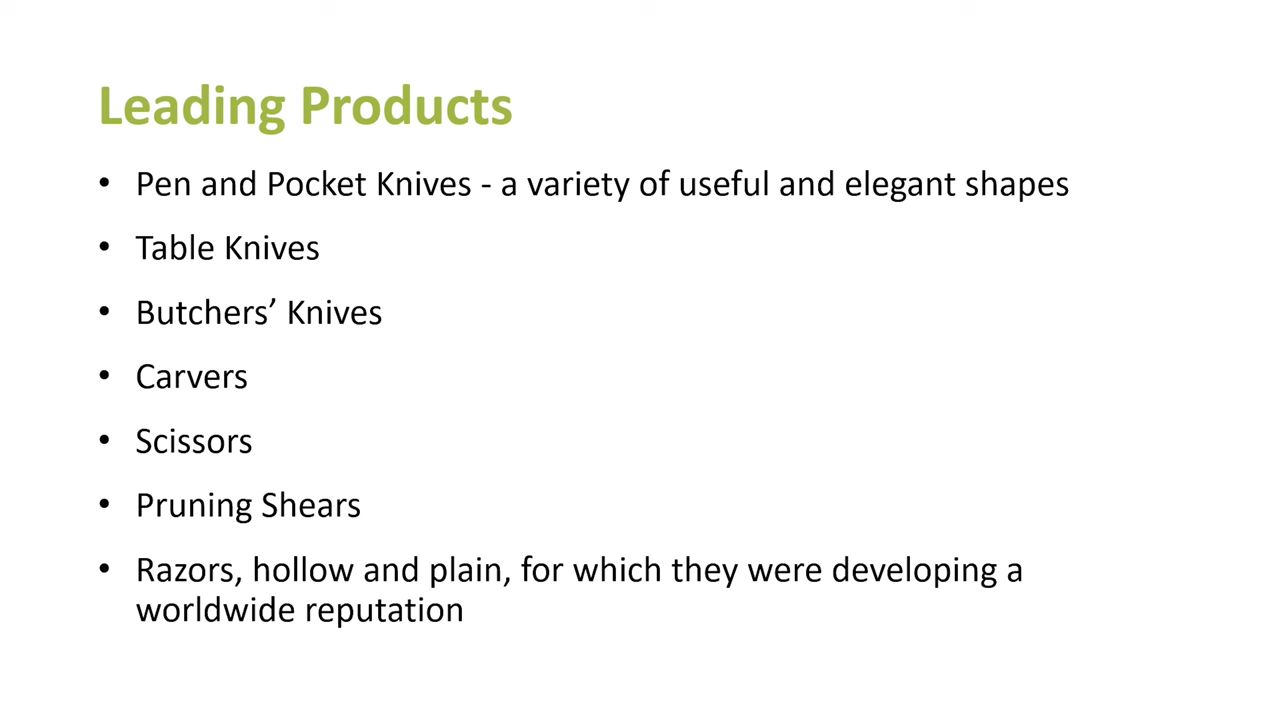 Leading Products
• Pen and Pocket Knives - a variety of useful and elegant shapes
• Table Knives
• Butchers’ Knives
• Carvers
• Scissors
• Pruning Shears
• Razors, hollow and plain, for which they were developing a
worldwide reputation